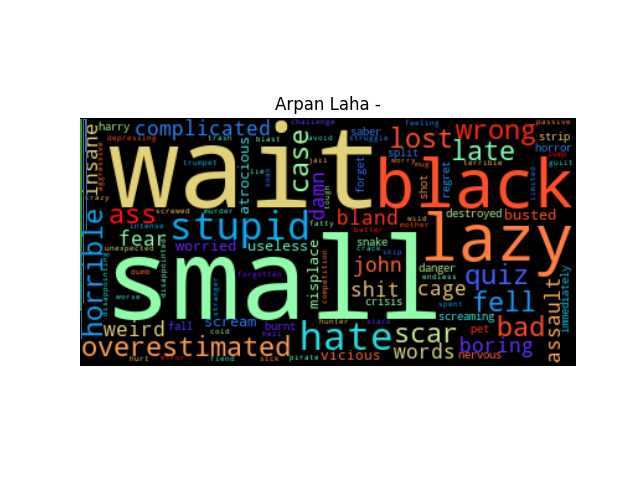 Arpan Laha -
insane harry complicated case challenge saber feeling lost wrong passive
depressing trash blast avoid struggle split late strip
aggressive wait trumpet jail worry mug terrible horror
crazy atrocious lie damn forget black shot regret limited guilt
ass screwed murder tough bland wild destroyed busted
horrible intense stupid fatty mother lazy
fear worried useless batter
unexpected disappointed small misplace snake crack ship danger
disappointing dumb forgotten competition john endless quiz assault immediately
worse stranger shit crisis cage spent fell
weird fall scream burnt hunter slack scar screaming pet bad
cold hell hate words boring
overestimated hurt error fiend sick pirate vicious nervous